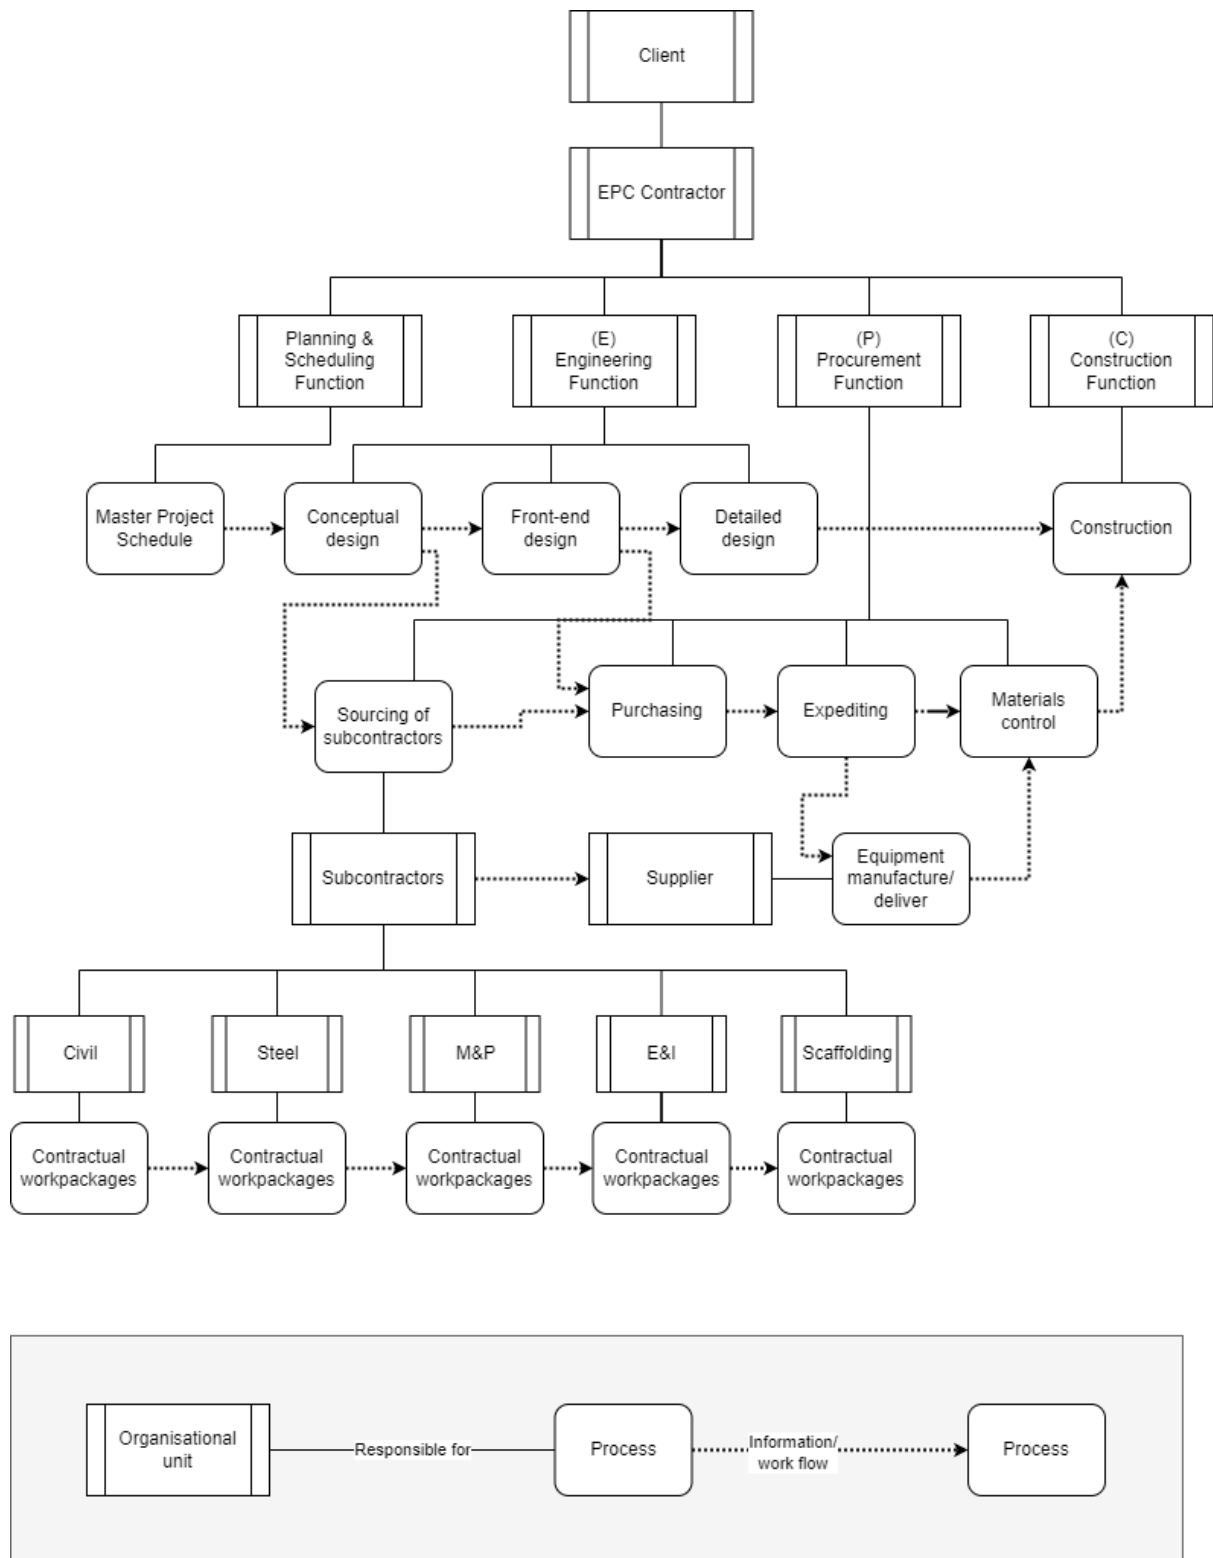 Client
EPC Contractor
Planning &
Scheduling
Function
(E)
Engineering
Function
(P)
Procurement
Function
(C)
Construction
Function
Master Project
Schedule
Conceptual
design
Front-end
design
Detailed
design
Construction
Sourcing of
subcontractors
Purchasing
Expediting
Materials
control
Subcontractors
Supplier
Equipment
manufacture/
deliver
Civil
Steel
M&P
E&I
Scaffolding
Contractual
workpackages
Contractual
workpackages
Contractual
workpackages
Contractual
workpackages
Contractual
workpackages
Organisational
unit
Responsible for
Process
Information/
work flow
Process